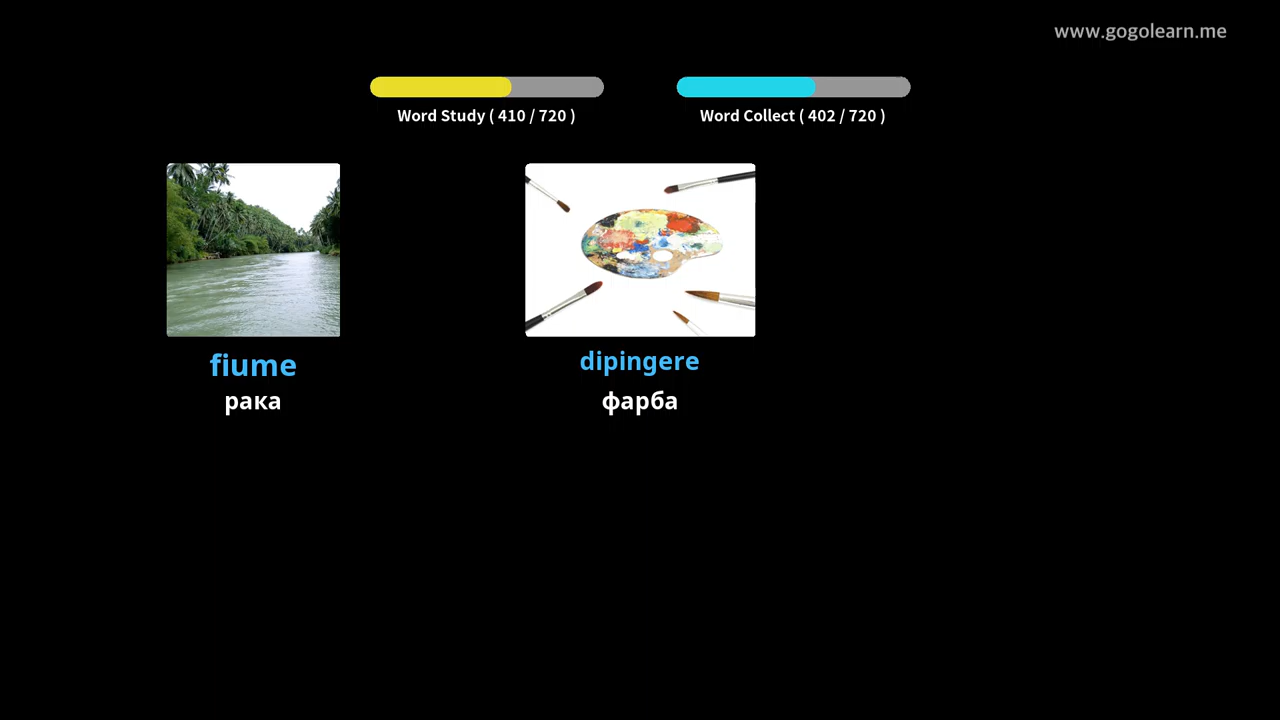 www.gogolearn.me
Word Study ( 410 / 720 )
Word Collect ( 402 / 720 )
fiume
рака
dipingere
фарба